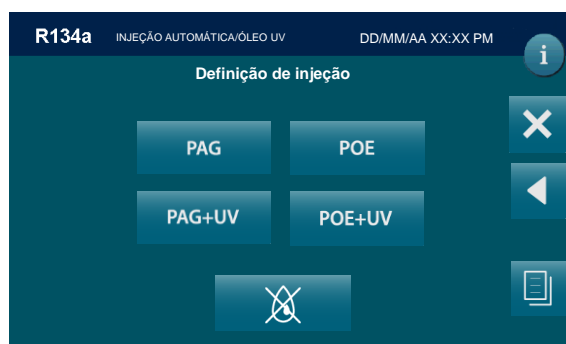 R134a INJEÇÃO AUTOMÁTICA/ÓLEO UV DD/MM/AA XX:XX PM
i
Definição de injeção
PAG POE
PAG+UV POE+UV